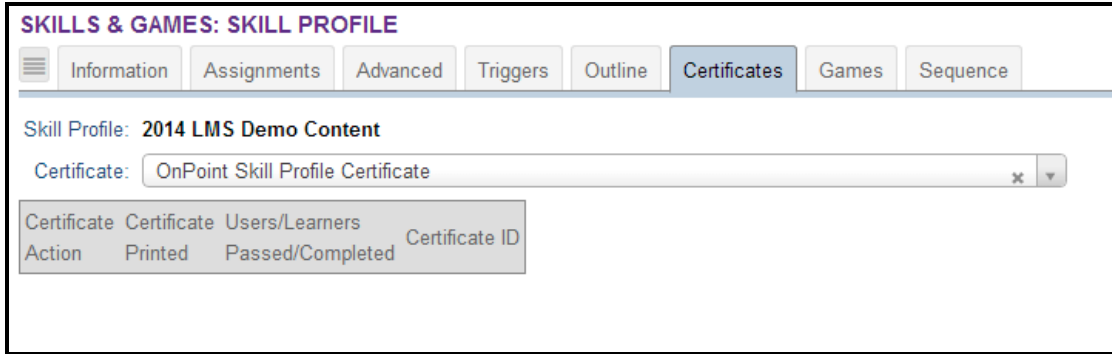 SKILLS & GAMES: SKILL PROFILE
Information Assignments Advanced Triggers Outline Certificates Games Sequence
Skill Profile: 2014 LMS Demo Content
Certificate: OnPoint Skill Profile Certificate
Certificate Action Certificate Printed Users/Learners Passed/Completed Certificate ID